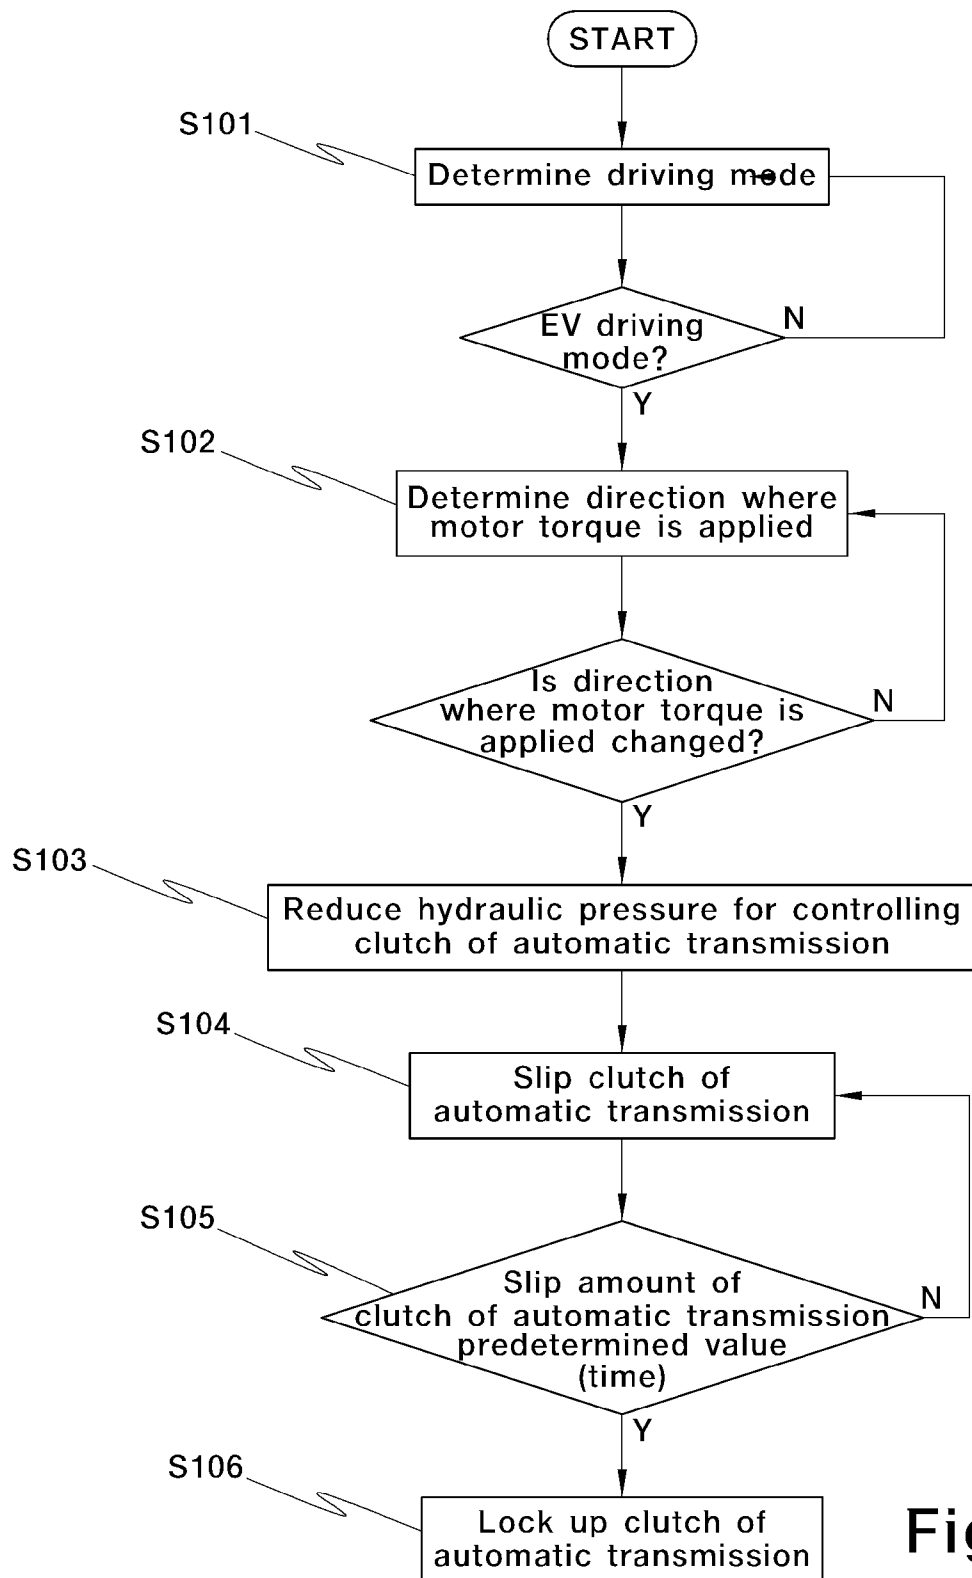 START
S101
Determine driving mode
EV driving
mode?
N
Y
S102
Determine direction where
motor torque is applied
Is direction
where motor torque is
applied changed?
N
Y
S103
Reduce hydraulic pressure for controlling
clutch of automatic transmission
S104
Slip clutch of
automatic transmission
S105
Slip amount of
clutch of automatic transmission
predetermined value
(time)
N
Y
S106
Lock up clutch of
automatic transmission